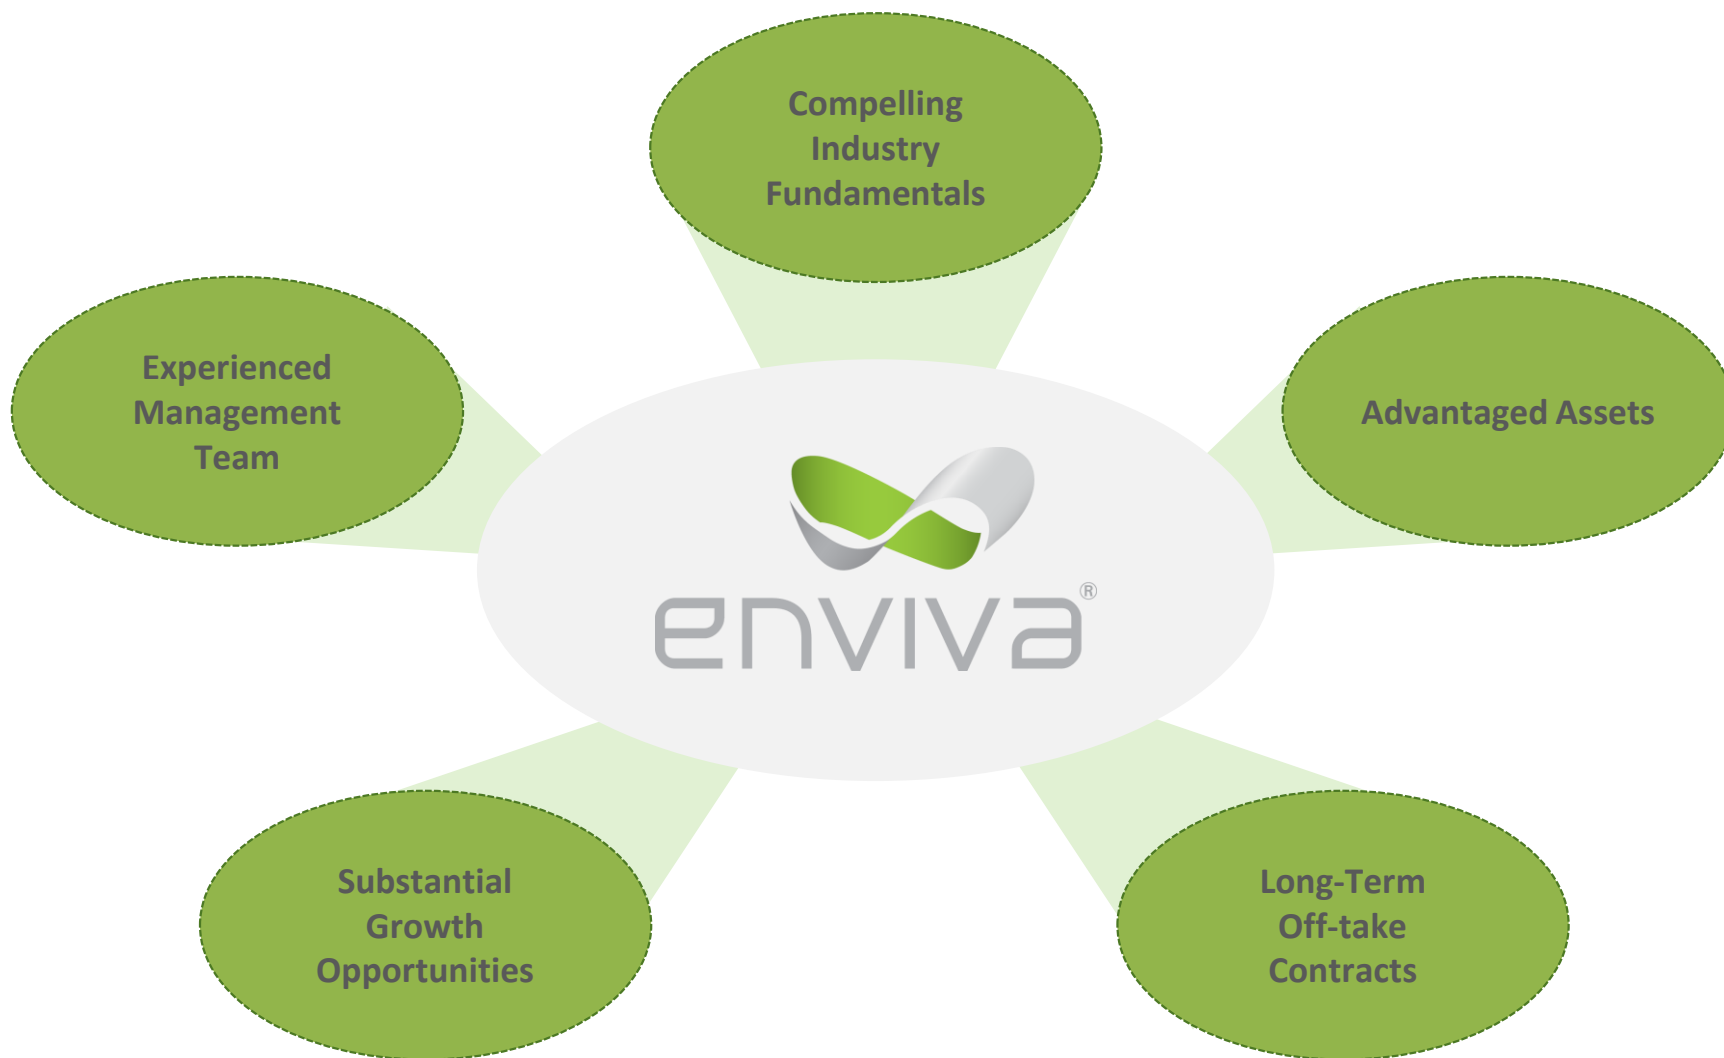 Compelling
Industry
Fundamentals
Experienced
Management
Team
Advantaged Assets
enviva®
Substantial
Growth
Opportunities
Long-Term
Off-take
Contracts